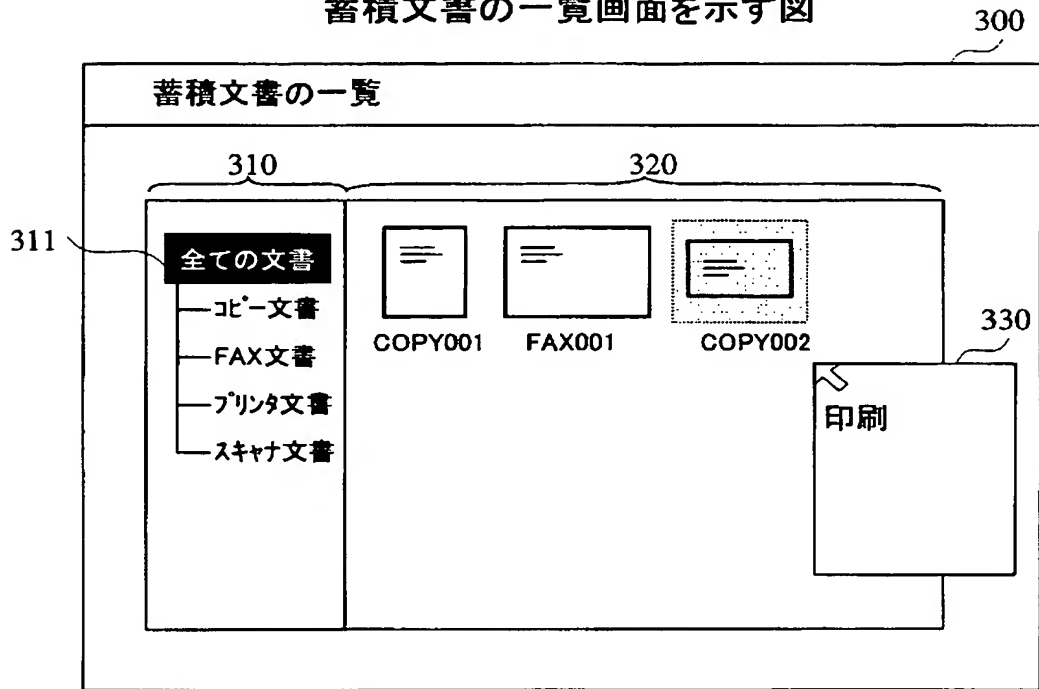 蓄積文書の一覧画面を示す図
300
蓄積文書の一覧
310
320
311
全ての文書
コピー文書
FAX文書
プリンタ文書
スキャナ文書
COPY001
FAX001
COPY002
330
印刷